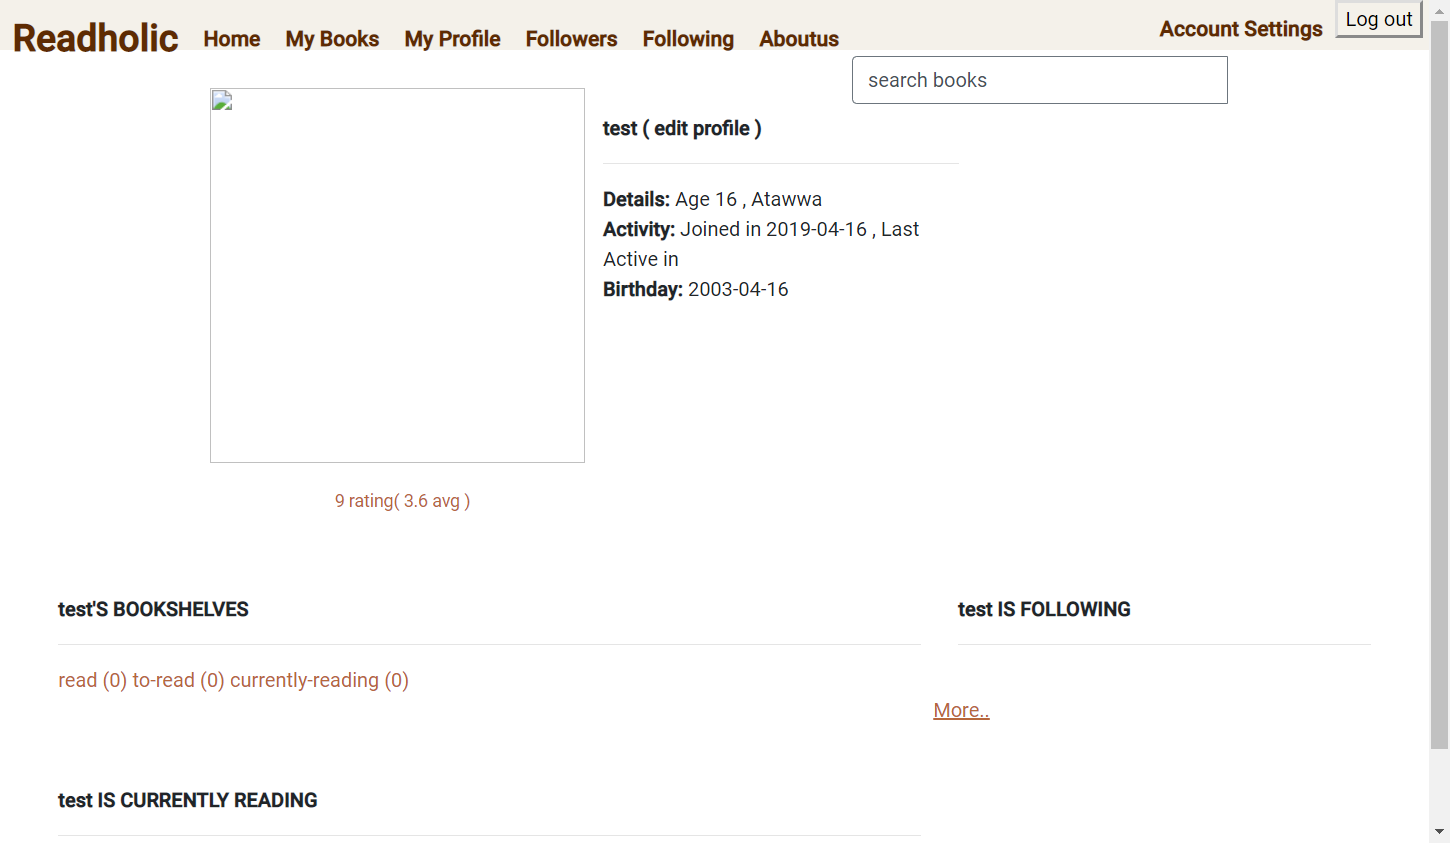 Readholic Home My Books My Profile Followers Following Aboutus Account Settings Log out
search books
test ( edit profile )
Details: Age 16 , Atawwa
Activity: Joined in 2019-04-16 , Last
Active in
Birthday: 2003-04-16
9 rating( 3.6 avg )
test'S BOOKSHELVES
read (0) to-read (0) currently-reading (0)
test IS FOLLOWING
More..
test IS CURRENTLY READING